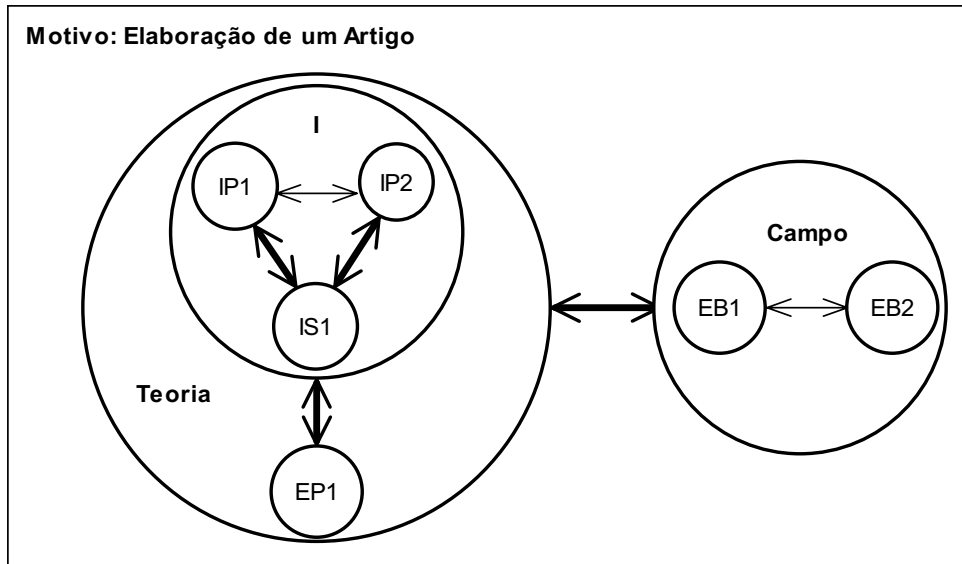 Motivo: Elaboração de um Artigo
I
IP1
IP2
IS1
Teoria
EP1
Campo
EB1
EB2